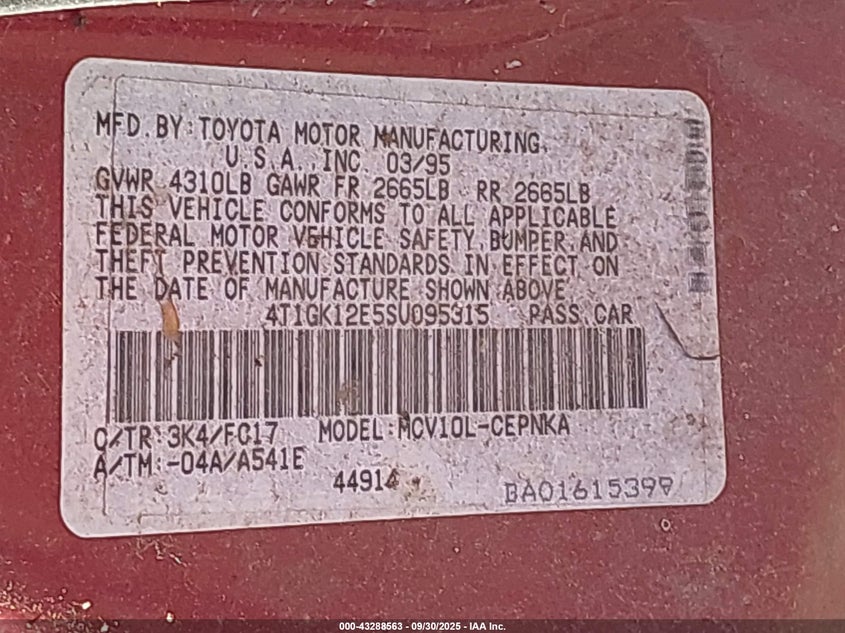 MFD. BY: TOYOTA MOTOR MANUFACTURING,
U.S.A., INC. 03/95
GVWR 4310LB GAWR FR 2665LB RR 2665LB
THIS VEHICLE CONFORMS TO ALL APPLICABLE
FEDERAL MOTOR VEHICLE SAFETY, BUMPER, AND
THEFT PREVENTION STANDARDS IN EFFECT ON
THE DATE OF MANUFACTURE SHOWN ABOVE
4T1GK12E5SU095315 PASS.CAR
C/TR: 3K4/FC17 MODEL: MCV10L-CEPNKA
A/TM: -04A/A541E
44914
BA01615399
000-43288563 - 09/30/2025 - IAA Inc.